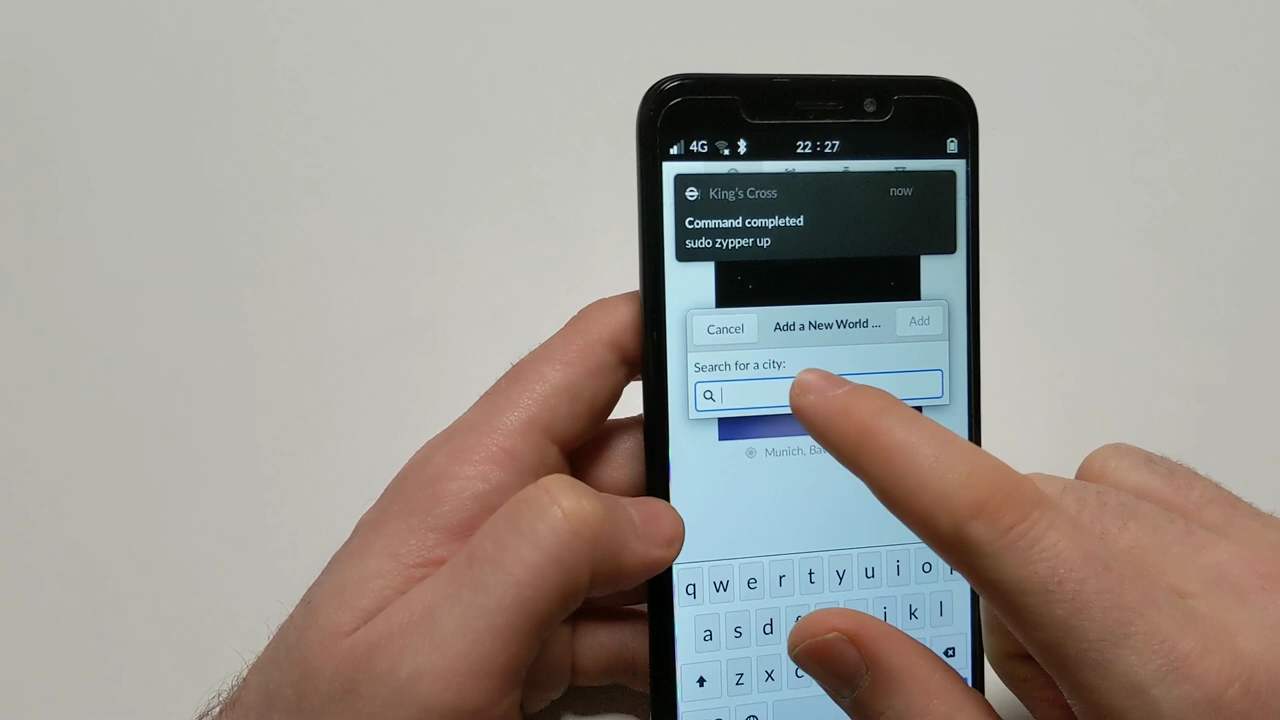 4G 22 : 27
King's Cross now
Command completed
sudo zypper up
Cancel Add a New World ... Add
Search for a city:
Munich,
q w e r t y u i o
a s d j k l
z x c